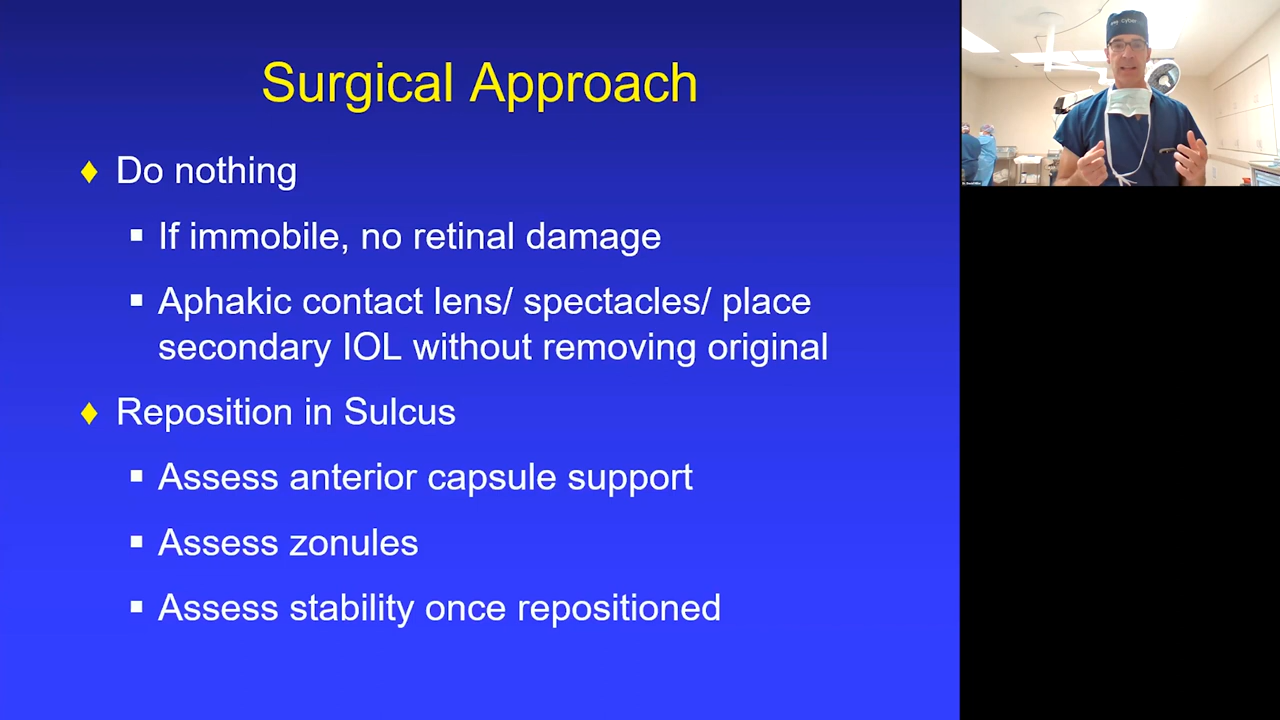 Surgical Approach
♦ Do nothing
▪ If immobile, no retinal damage
▪ Aphakic contact lens/ spectacles/ place
secondary IOL without removing original
♦ Reposition in Sulcus
▪ Assess anterior capsule support
▪ Assess zonules
▪ Assess stability once repositioned